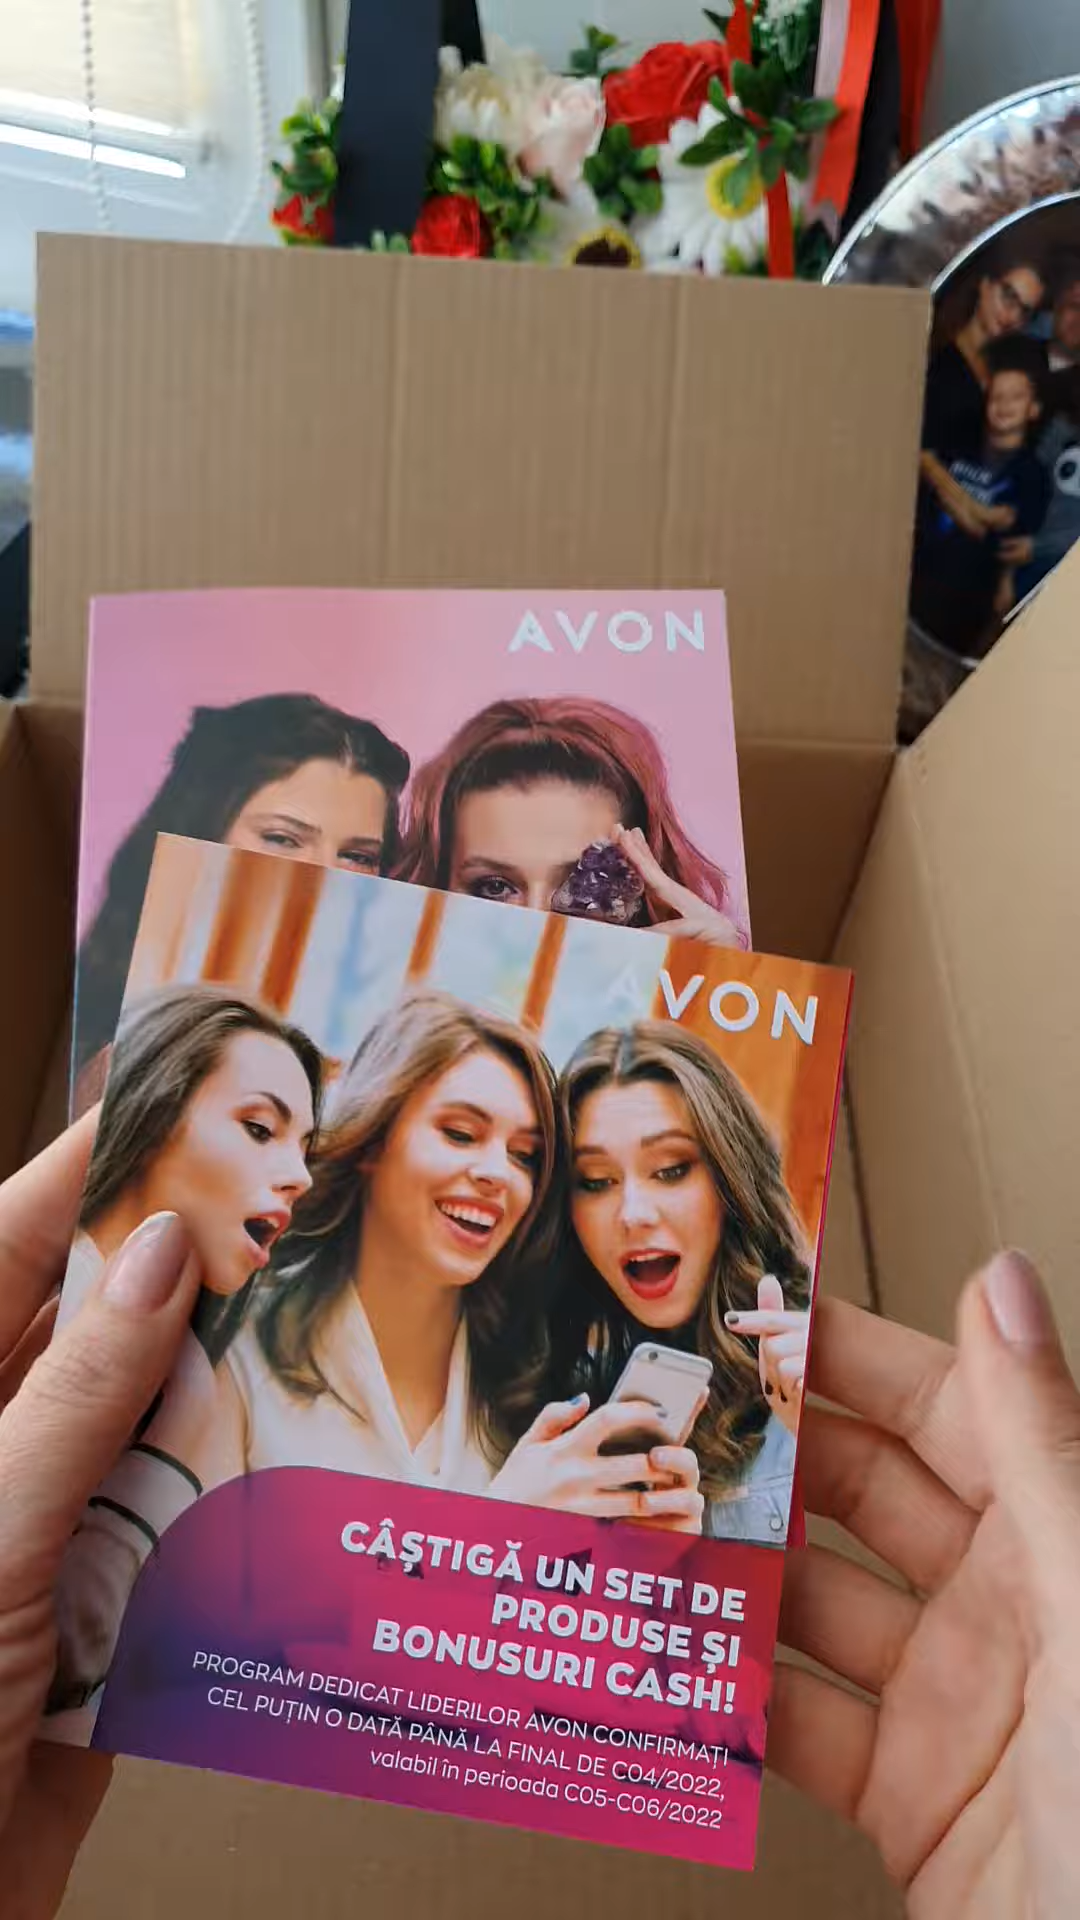 AVON
AVON
CÂȘTIGĂ UN SET DE
PRODUSE ȘI
BONUSURI CASH!
PROGRAM DEDICAT LIDERILOR AVON CONFIRMAȚI
CEL PUȚIN O DATĂ PÂNĂ LA FINAL DE C04/2022,
valabil în perioada C05-C06/2022